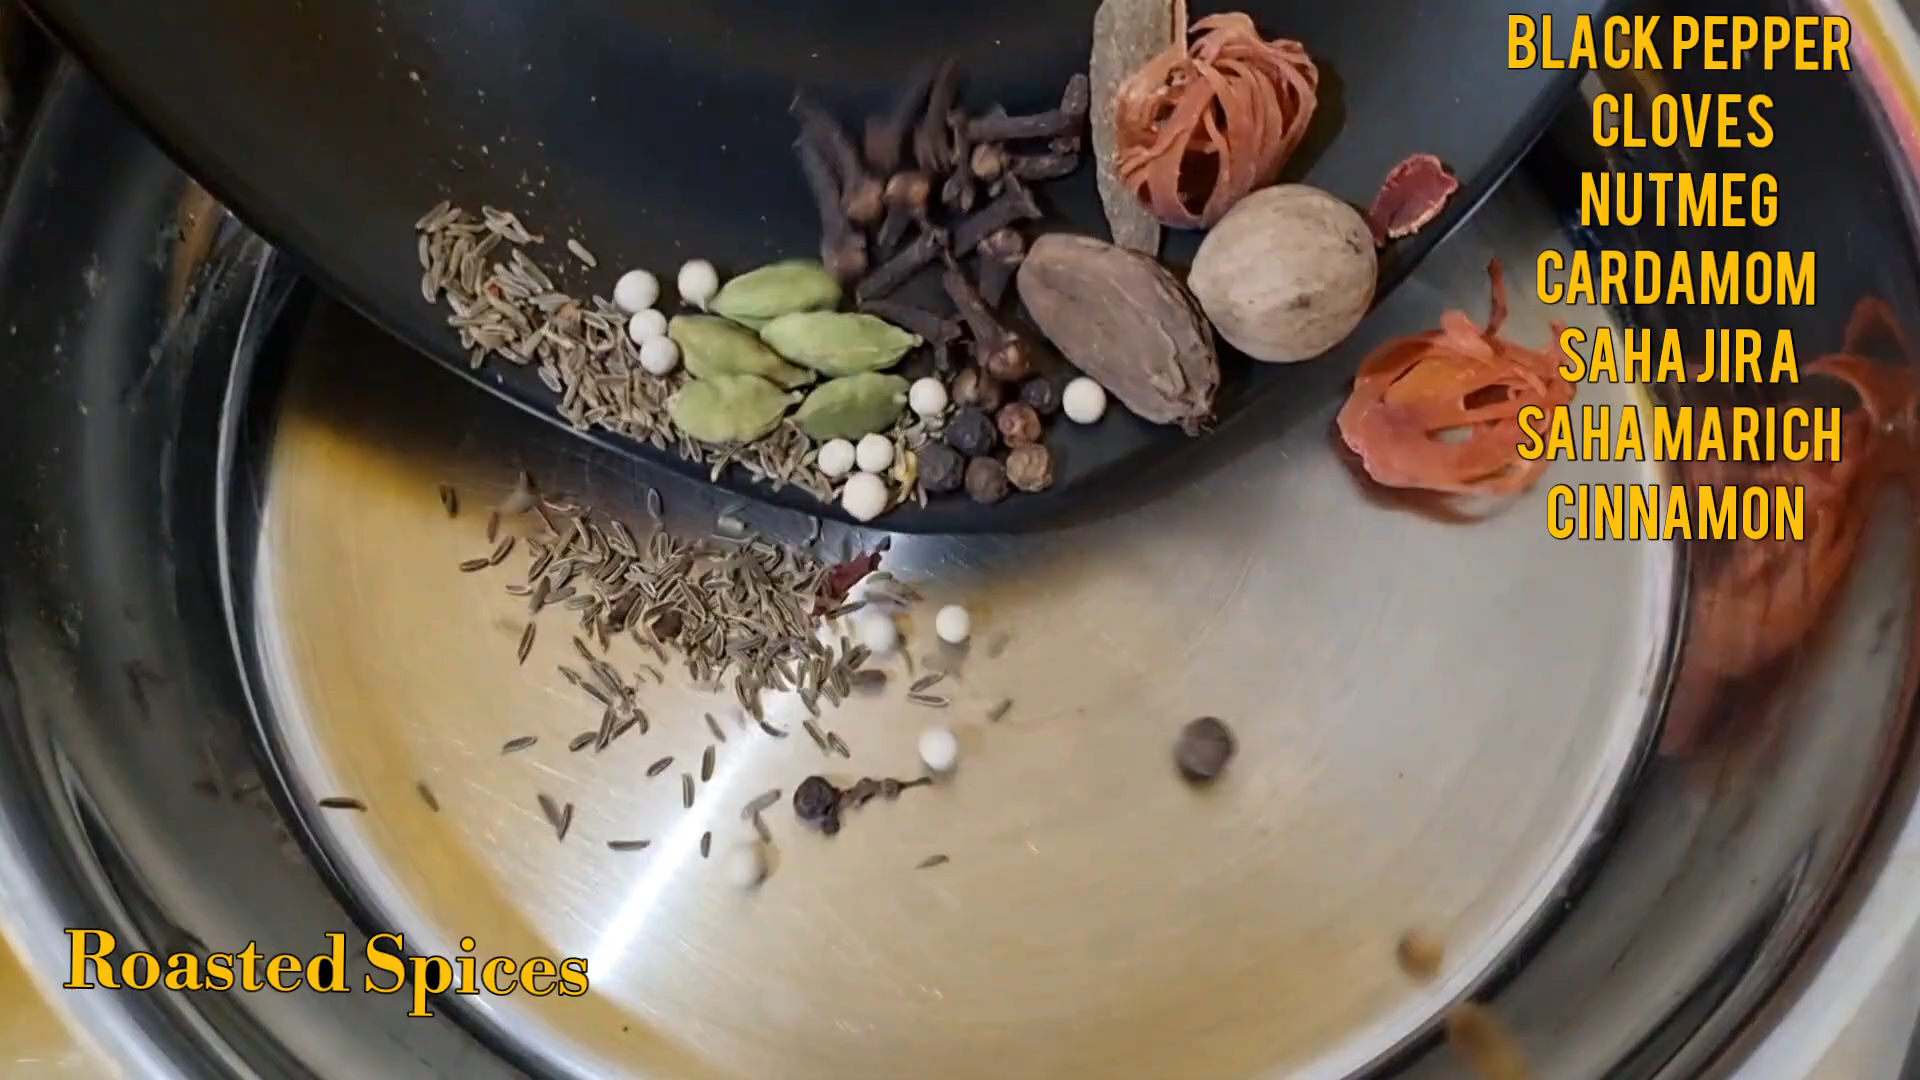 BLACK PEPPER
CLOVES
NUTMEG
CARDAMOM
SAHA JIRA
SAHA MARICH
CINNAMON
Roasted Spices